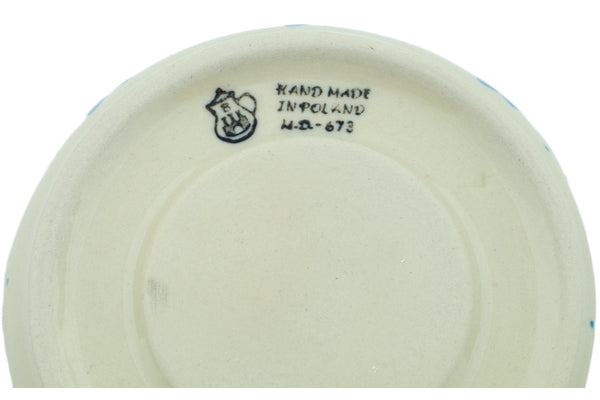 B
HAND MADE
IN POLAND
M.D.-673